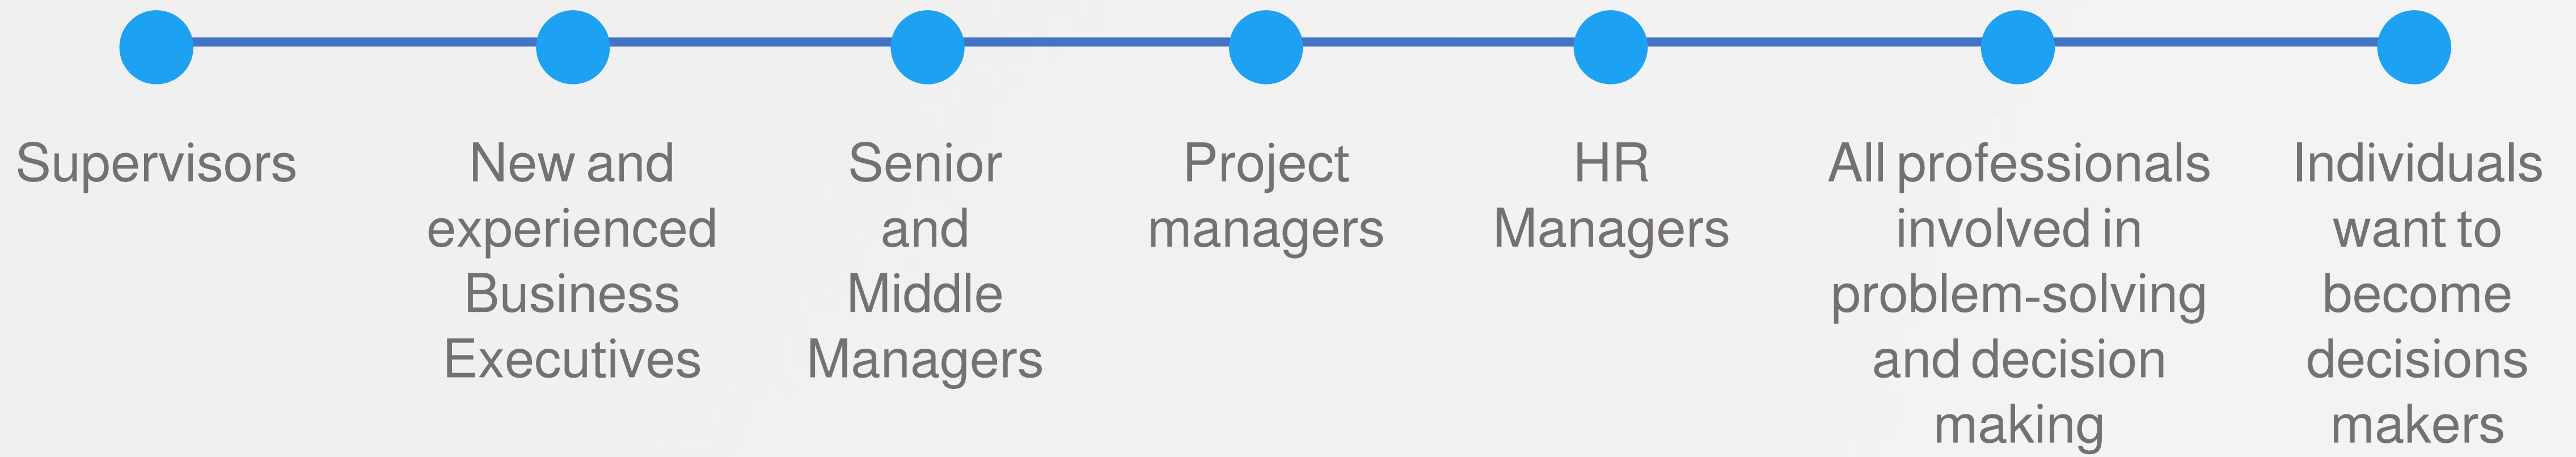 Supervisors
New and
experienced
Business
Executives
Senior
and
Middle
Managers
Project
managers
HR
Managers
All professionals
involved in
problem-solving
and decision
making
Individuals
want to
become
decisions
makers